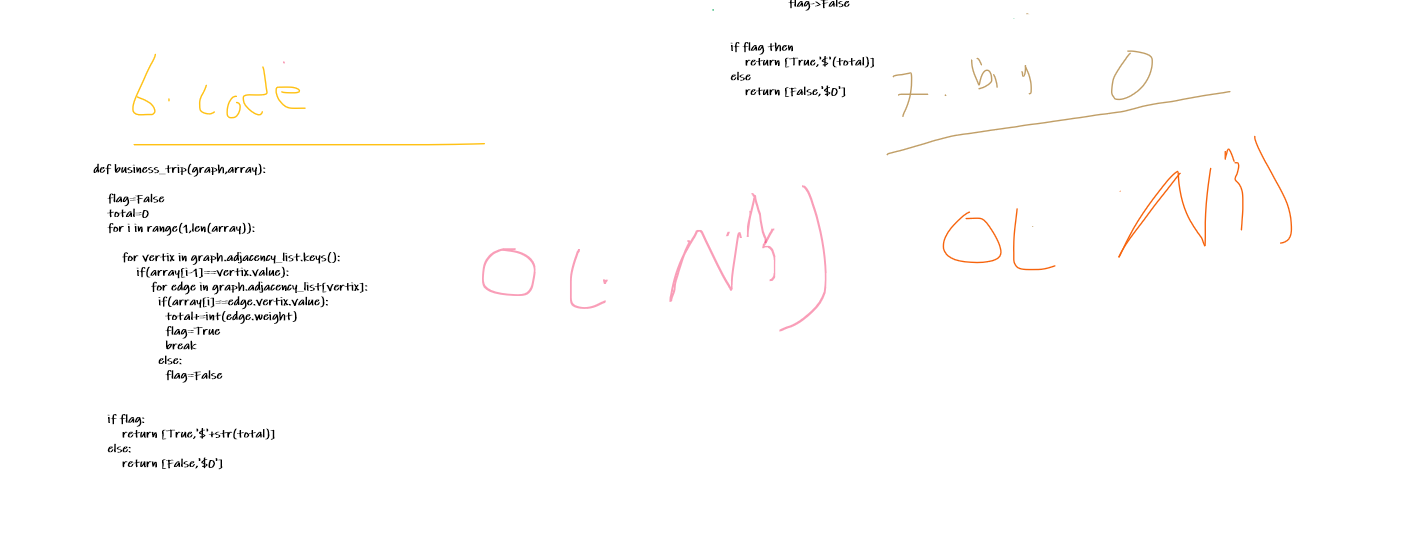 flag->False
if flag then
return [True,'$'(total)]
else
return [False,'$0']
6. code
def business_trip(graph,array):
flag=False
total=0
for i in range(1,len(array)):
for vertix in graph.adjacency_list.keys():
if(array[i-1]==vertix.value):
for edge in graph.adjacency_list[vertix]:
if(array[i]==edge.vertix.value):
total+=int(edge.weight)
flag=True
break
else:
flag=False
if flag:
return [True,'$'+str(total)]
else:
return [False,'$0']
O(N^3)
7. big O
O(N^3)